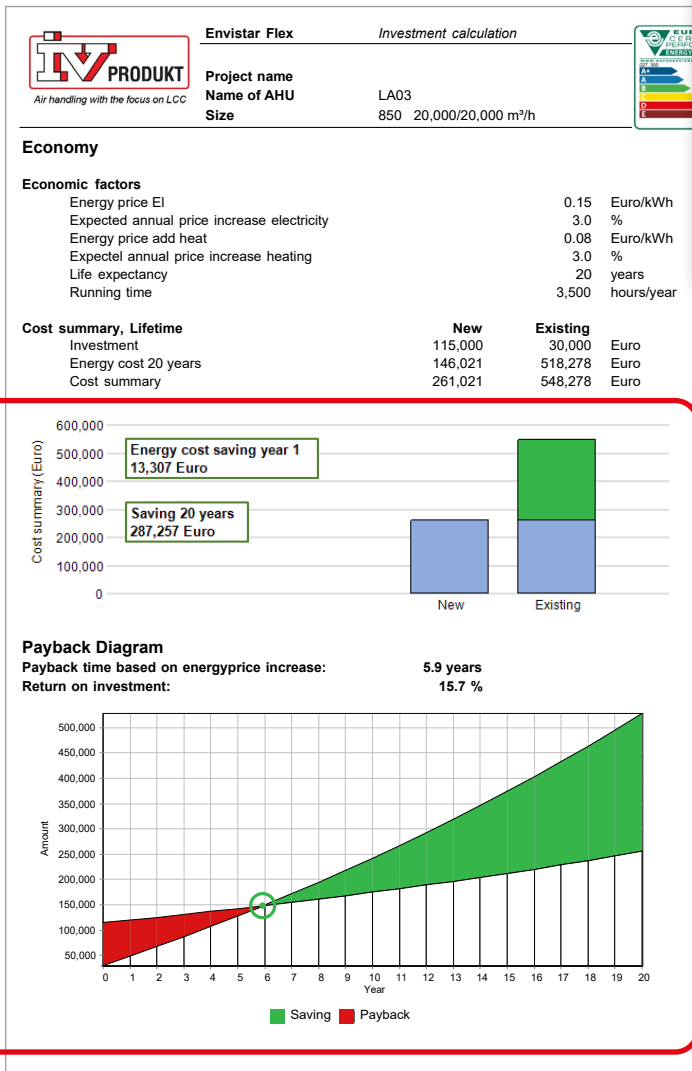 Envistar Flex Investment calculation
IV PRODUKT
Air handling with the focus on LCC
Project name
Name of AHU LA03
Size 850 20,000/20,000 m³/h
A+
A
B
D
E
Economy
Economic factors
Energy price El 0.15 Euro/kWh
Expected annual price increase electricity 3.0 %
Energy price add heat 0.08 Euro/kWh
Expectel annual price increase heating 3.0 %
Life expectancy 20 years
Running time 3,500 hours/year
Cost summary, Lifetime New Existing
Investment 115,000 30,000 Euro
Energy cost 20 years 146,021 518,278 Euro
Cost summary 261,021 548,278 Euro
Cost summary (Euro)
600,000
500,000
400,000
300,000
200,000
100,000
0
Energy cost saving year 1
13,307 Euro
Saving 20 years
287,257 Euro
New Existing
Payback Diagram
Payback time based on energyprice increase: 5.9 years
Return on investment: 15.7 %
Amount
500,000
450,000
400,000
350,000
300,000
250,000
200,000
150,000
100,000
50,000
0 1 2 3 4 5 6 7 8 9 10 11 12 13 14 15 16 17 18 19 20
Year
Saving Payback